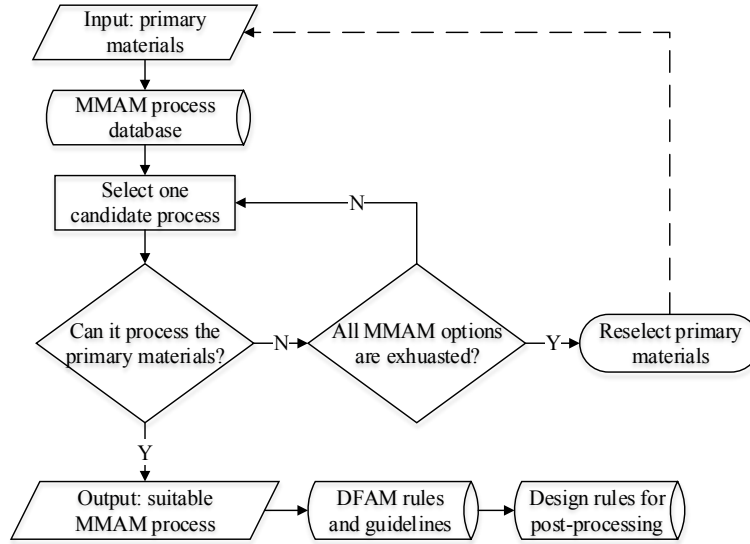 Input: primary
materials
MMAM process
database
Select one
candidate process
N
Can it process the
primary materials?
N
All MMAM options
are exhuasted?
Y
Reselect primary
materials
Y
Output: suitable
MMAM process
DFAM rules
and guidelines
Design rules for
post-processing